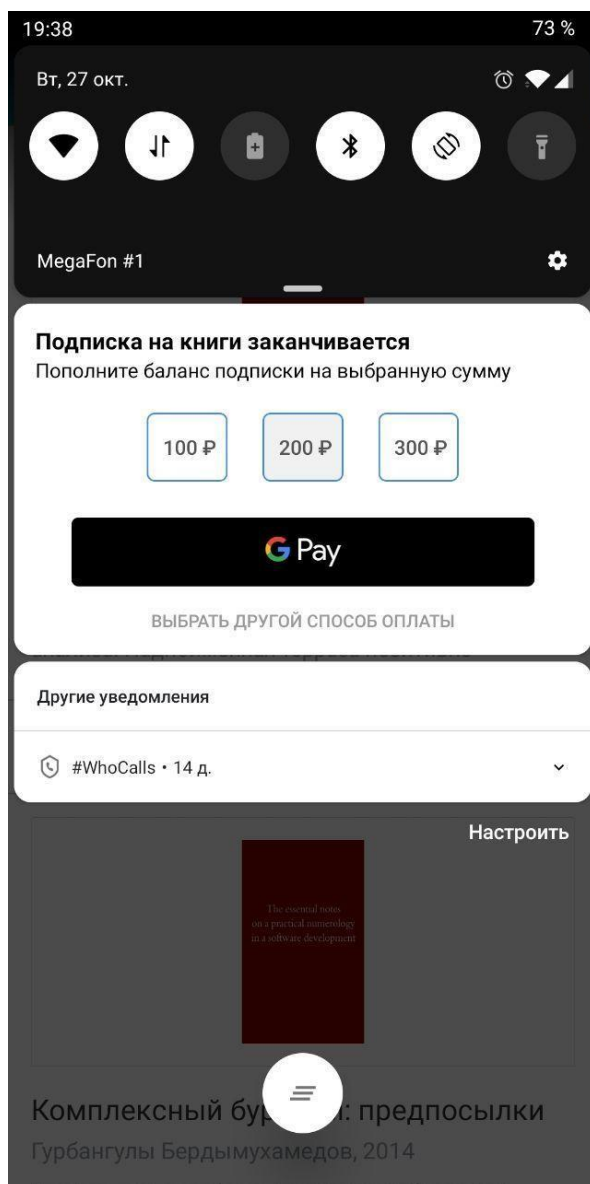 19:38
73 %
Вт, 27 окт.
MegaFon #1
Подписка на книги заканчивается
Пополните баланс подписки на выбранную сумму
100 ₽
200 ₽
300 ₽
G Pay
ВЫБРАТЬ ДРУГОЙ СПОСОБ ОПЛАТЫ
Другие уведомления
#WhoCalls • 14 д.
Настроить
The essential notes
on a practical numerology
in a software development
Комплексный : предпосылки
Гурбангулы Бердымухамедов, 2014